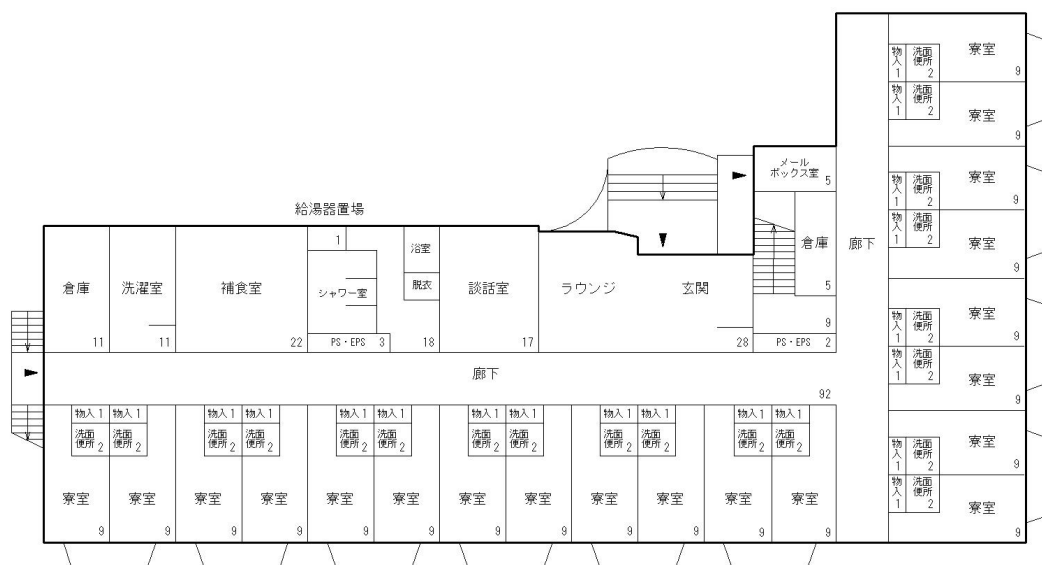 寮室
9
物入
1
洗面
便所 2
物入
1
洗面
便所 2
寮室
9
メール
ボックス室
5
寮室
9
物入
1
洗面
便所 2
物入
1
洗面
便所 2
寮室
9
給湯器置場
1
浴室
倉庫
5
廊下
倉庫
11
洗濯室
11
補食室
22
シャワー室
脱衣
談話室
17
ラウンジ
玄関
28
9
PS・EPS 3
18
PS・EPS 2
寮室
9
物入
1
洗面
便所 2
物入
1
洗面
便所 2
寮室
9
廊下
92
物入 1 物入 1
洗面
便所 2
洗面
便所 2
物入 1 物入 1
洗面
便所 2
洗面
便所 2
物入 1 物入 1
洗面
便所 2
洗面
便所 2
物入 1 物入 1
洗面
便所 2
洗面
便所 2
物入 1 物入 1
洗面
便所 2
洗面
便所 2
物入 1 物入 1
洗面
便所 2
洗面
便所 2
寮室
9
物入
1
洗面
便所 2
物入
1
洗面
便所 2
寮室
9
寮室 寮室 寮室 寮室 寮室 寮室 寮室 寮室 寮室 寮室 寮室 寮室
9 9 9 9 9 9 9 9 9 9 9 9